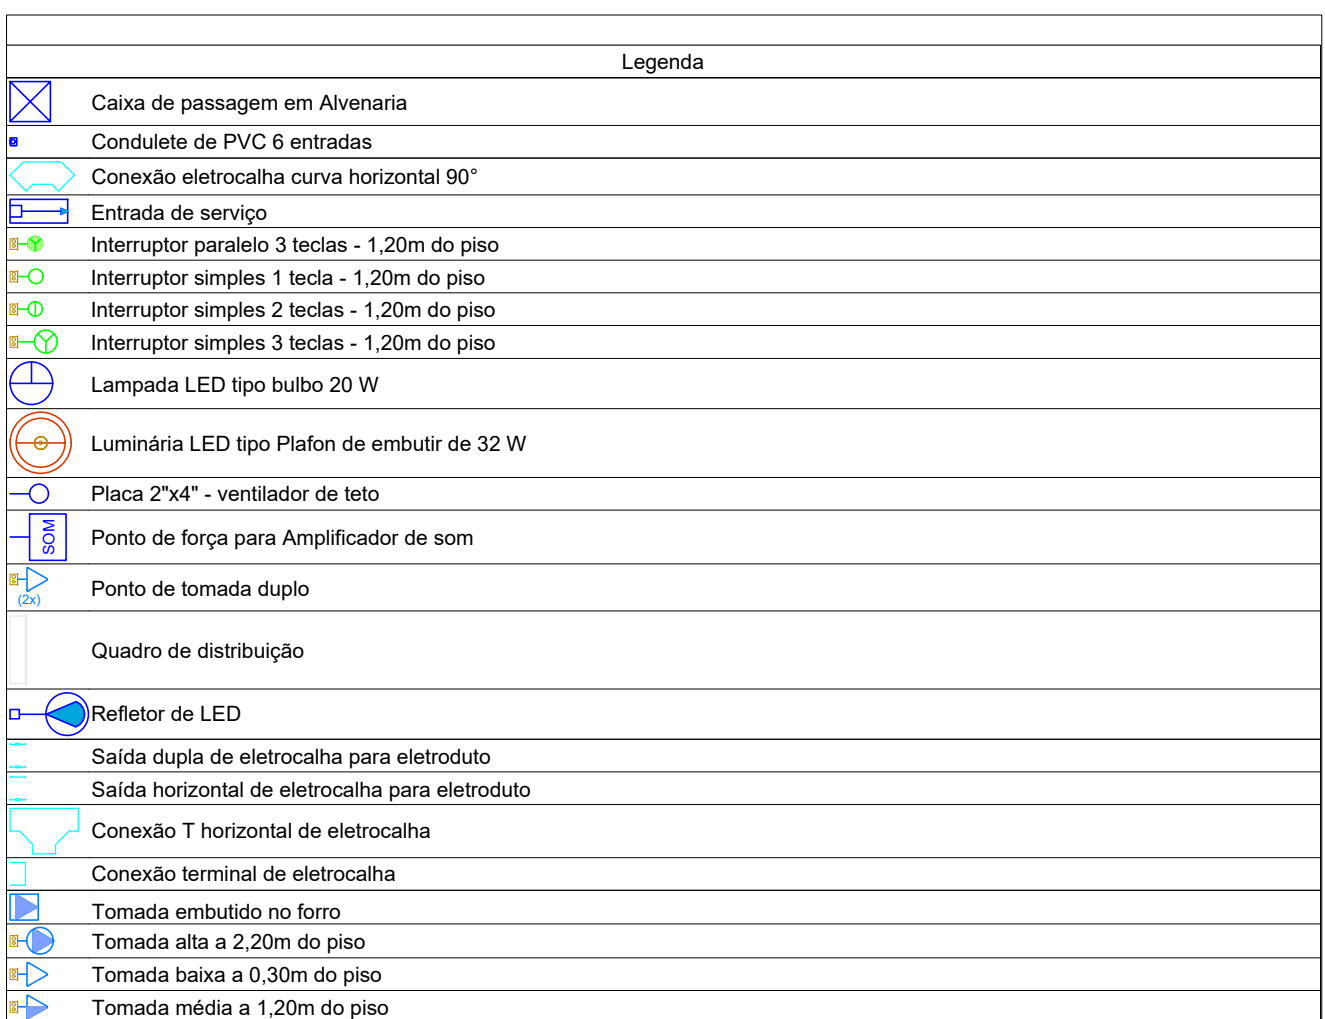 Legenda
Caixa de passagem em Alvenaria
Condulete de PVC 6 entradas
Conexão eletrocalha curva horizontal 90°
Entrada de serviço
Interruptor paralelo 3 teclas - 1,20m do piso
Interruptor simples 1 tecla - 1,20m do piso
Interruptor simples 2 teclas - 1,20m do piso
Interruptor simples 3 teclas - 1,20m do piso
Lampada LED tipo bulbo 20 W
Luminária LED tipo Plafon de embutir de 32 W
Placa 2"x4" - ventilador de teto
SOM
Ponto de força para Amplificador de som
Ponto de tomada duplo
(2x)
Quadro de distribuição
Refletor de LED
Saída dupla de eletrocalha para eletroduto
Saída horizontal de eletrocalha para eletroduto
Conexão T horizontal de eletrocalha
Conexão terminal de eletrocalha
Tomada embutido no forro
Tomada alta a 2,20m do piso
Tomada baixa a 0,30m do piso
Tomada média a 1,20m do piso